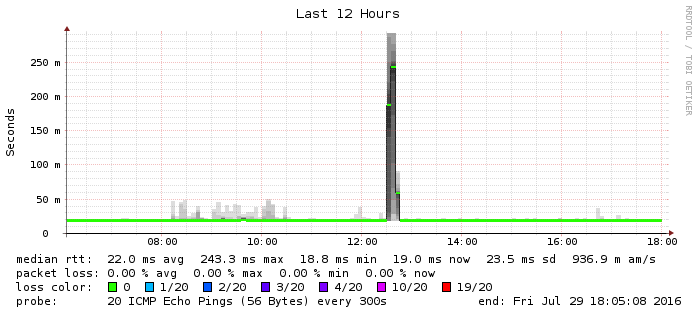 Last 12 Hours
RRDTOOL / TOBI OETIKER
Seconds
250 m
200 m
150 m
100 m
50 m
0
08:00 10:00 12:00 14:00 16:00 18:00
median rtt: 22.0 ms avg 243.3 ms max 18.8 ms min 19.0 ms now 23.5 ms sd 936.9 m am/s
packet loss: 0.00 % avg 0.00 % max 0.00 % min 0.00 % now
loss color: 0 1/20 2/20 3/20 4/20 10/20 19/20
probe: 20 ICMP Echo Pings (56 Bytes) every 300s end: Fri Jul 29 18:05:08 2016